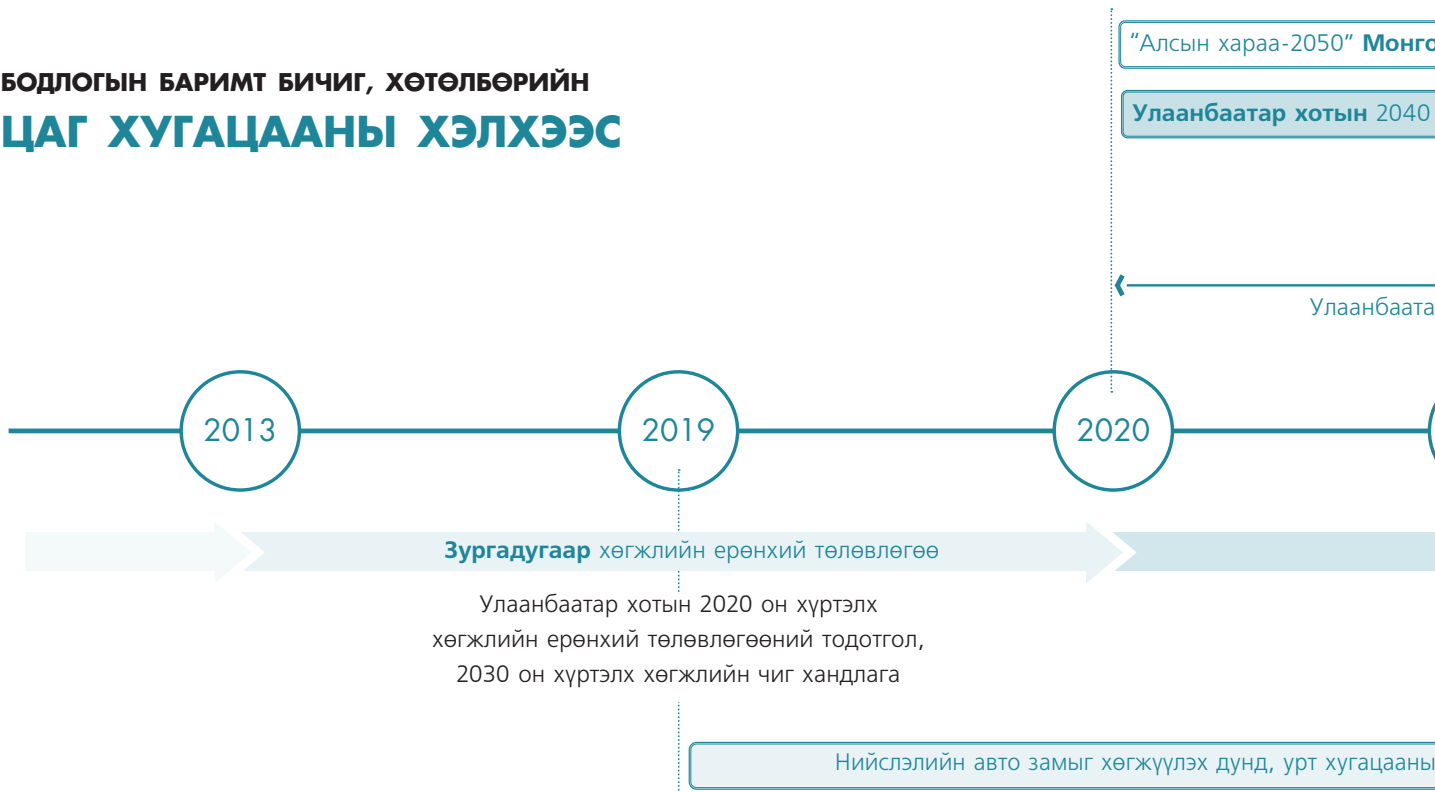 "Алсын хараа-2050"
БОДЛОГЫН БАРИМТ БИЧИГ, ХӨТӨЛБӨРИЙН
ЦАГ ХУГАЦААНЫ ХЭЛХЭЭС
Улаанбаатар хотын 2040
2013
2019
2020
Зургадугаар хөгжлийн ерөнхий төлөвлөгөө
Улаанбаатар хотын 2020 он хүртэлх
хөгжлийн ерөнхий төлөвлөгөөний тодотгол,
2030 он хүртэлх хөгжлийн чиг хандлага
Нийслэлийн авто замыг хөгжүүлэх дунд, урт хугацааны